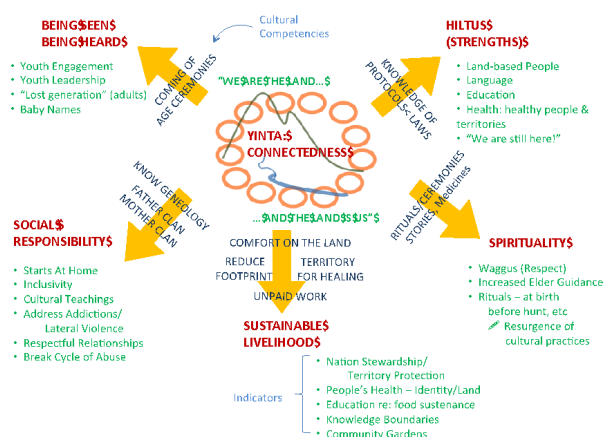 BEING$SEEN$
BEING$HEARD$
• Youth Engagement
• Youth Leadership
• "Lost generation" (adults)
• Baby Names
COMING OF
AGE CEREMONIES
Cultural
Competencies
HILTUS$
(STRENGTHS)$
• Land-based People
• Language
• Education
• Health: healthy people &
territories
• "We are still here!"
KNOWLEDGE OF
PROTOCOLS< LAWS
"WE$ARE$THE$LAND...$
YINTA:$
CONNECTEDNESS$
...$AND$THE$LAND$IS$US"$
KNOW GENEOLOGY
FATHER CLAN
MOTHER CLAN
SOCIAL$
RESPONSIBILITY$
• Starts At Home
• Inclusivity
• Cultural Teachings
• Address Addictions/
Lateral Violence
• Respectful Relationships
• Break Cycle of Abuse
RITUALS/CEREMONIES
STORIES, Medicines
SPIRITUALITY$
• Waggus (Respect)
• Increased Elder Guidance
• Rituals – at birth
before hunt, etc
Resurgence of
cultural practices
COMFORT ON THE LAND
REDUCE TERRITORY
FOOTPRINT FOR HEALING
UNPAID WORK
SUSTAINABLE$
LIVELIHOOD$
Indicators
• Nation Stewardship/
Territory Protection
• People's Health – Identity/Land
• Education re: food sustenance
• Knowledge Boundaries
• Community Gardens